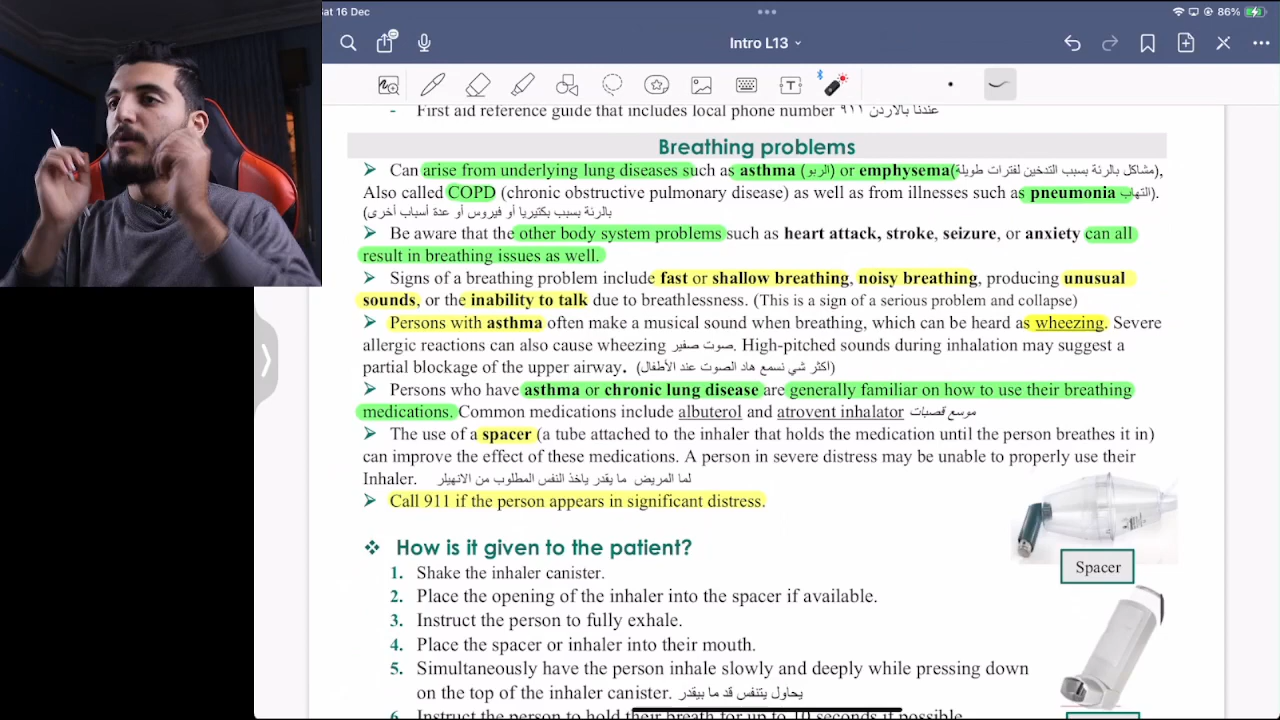 Sat 16 Dec
86%
Intro L13
T
- First aid reference guide that includes local phone number عندنا بالاردن ٩١١
Breathing problems
➤ Can arise from underlying lung diseases such as asthma (الربو) or emphysema(مشاكل بالرئة بسبب التدخين لفترات طويلة),
Also called COPD (chronic obstructive pulmonary disease) as well as from illnesses such as pneumonia التهاب).
بالرئة بسبب بكتيريا أو فيروس أو عدة أسباب أخرى)
➤ Be aware that the other body system problems such as heart attack, stroke, seizure, or anxiety can all
result in breathing issues as well.
➤ Signs of a breathing problem include fast or shallow breathing, noisy breathing, producing unusual
sounds, or the inability to talk due to breathlessness. (This is a sign of a serious problem and collapse)
➤ Persons with asthma often make a musical sound when breathing, which can be heard as wheezing. Severe
allergic reactions can also cause wheezing صوت صفير. High-pitched sounds during inhalation may suggest a
partial blockage of the upper airway. (اكثر شي نسمع هاد الصوت عند الأطفال)
➤ Persons who have asthma or chronic lung disease are generally familiar on how to use their breathing
medications. Common medications include albuterol and atrovent inhalator موسع قصبات
➤ The use of a spacer (a tube attached to the inhaler that holds the medication until the person breathes it in)
can improve the effect of these medications. A person in severe distress may be unable to properly use their
Inhaler. لما المريض ما يقدر ياخذ النفس المطلوب من الانهيلر
➤ Call 911 if the person appears in significant distress.
❖ How is it given to the patient?
Spacer
1. Shake the inhaler canister.
2. Place the opening of the inhaler into the spacer if available.
3. Instruct the person to fully exhale.
4. Place the spacer or inhaler into their mouth.
5. Simultaneously have the person inhale slowly and deeply while pressing down
on the top of the inhaler canister. يحاول يتنفس قد ما بيقدر
6. Instruct the person to hold their breath for up to 10 seconds if possible